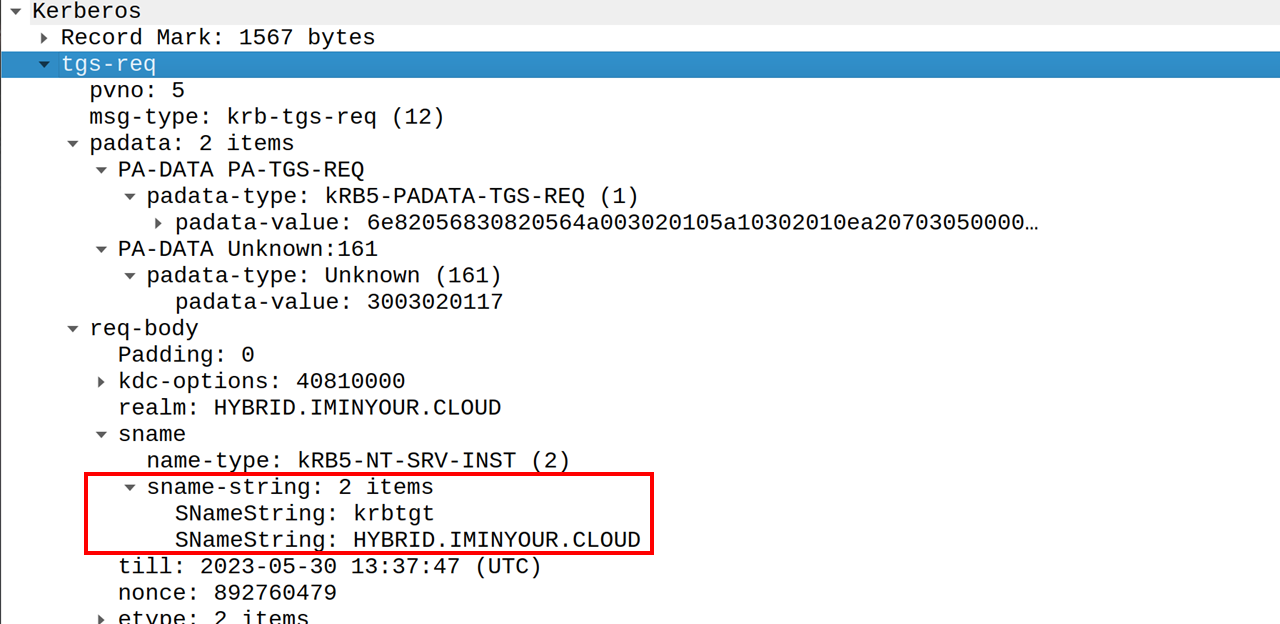 Kerberos
Record Mark: 1567 bytes
tgs-req
pvno: 5
msg-type: krb-tgs-req (12)
padata: 2 items
PA-DATA PA-TGS-REQ
padata-type: kRB5-PADATA-TGS-REQ (1)
padata-value: 6e82056830820564a003020105a10302010ea20703050000…
PA-DATA Unknown:161
padata-type: Unknown (161)
padata-value: 3003020117
req-body
Padding: 0
kdc-options: 40810000
realm: HYBRID.IMINYOUR.CLOUD
sname
name-type: kRB5-NT-SRV-INST (2)
sname-string: 2 items
SNameString: krbtgt
SNameString: HYBRID.IMINYOUR.CLOUD
till: 2023-05-30 13:37:47 (UTC)
nonce: 892760479
etype: 2 items